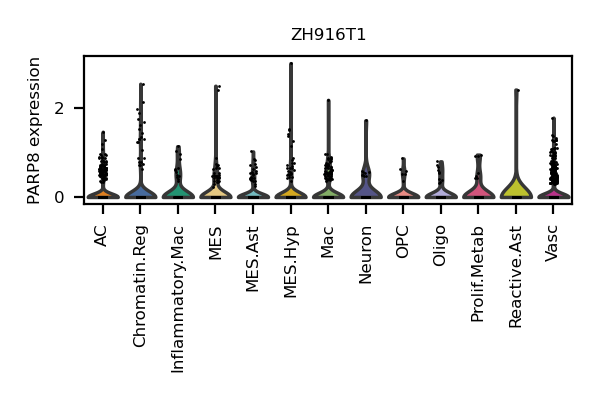 ZH916T1
PARP8 expression
2
0
AC
Chromatin.Reg
Inflammatory.Mac
MES
MES.Ast
MES.Hyp
Mac
Neuron
OPC
Oligo
Prolif.Metab
Reactive.Ast
Vasc